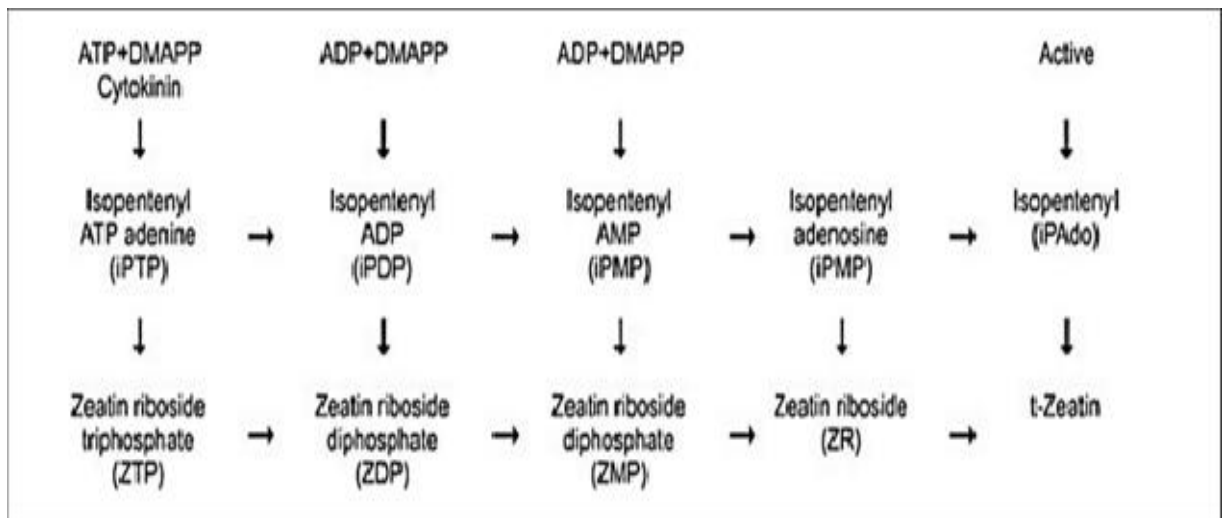 ATP+DMAPP
Cytokinin
ADP+DMAPP
ADP+DMAPP
Active
↓
↓
↓
↓
Isopentenyl
ATP adenine
(iPTP)
→
Isopentenyl
ADP
(iPDP)
→
Isopentenyl
AMP
(iPMP)
→
Isopentenyl
adenosine
(iPMP)
→
Isopentenyl
(iPAdo)
↓
↓
↓
↓
↓
Zeatin riboside
triphosphate
(ZTP)
→
Zeatin riboside
diphosphate
(ZDP)
→
Zeatin riboside
diphosphate
(ZMP)
→
Zeatin riboside
(ZR)
→
t-Zeatin